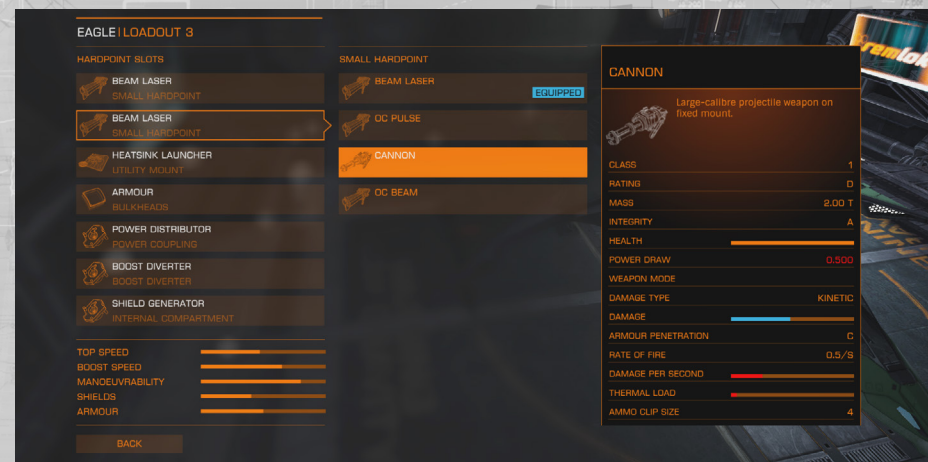 EAGLE | LOADOUT 3
HARDPOINT SLOTS
BEAM LASER
SMALL HARDPOINT
BEAM LASER
SMALL HARDPOINT
HEATSINK LAUNCHER
UTILITY MOUNT
ARMOUR
BULKHEADS
POWER DISTRIBUTOR
POWER COUPLING
BOOST DIVERTER
BOOST DIVERTER
SHIELD GENERATOR
INTERNAL COMPARTMENT
TOP SPEED
BOOST SPEED
MANOEUVRABILITY
SHIELDS
ARMOUR
BACK
SMALL HARDPOINT
BEAM LASER
EQUIPPED
OC PULSE
CANNON
OC BEAM
CANNON
Large-calibre projectile weapon on
fixed mount.
CLASS 1
RATING D
MASS 2.00 T
INTEGRITY A
HEALTH
POWER DRAW 0.500
WEAPON MODE
DAMAGE TYPE KINETIC
DAMAGE
ARMOUR PENETRATION C
RATE OF FIRE 0.5/S
DAMAGE PER SECOND
THERMAL LOAD
AMMO CLIP SIZE 4